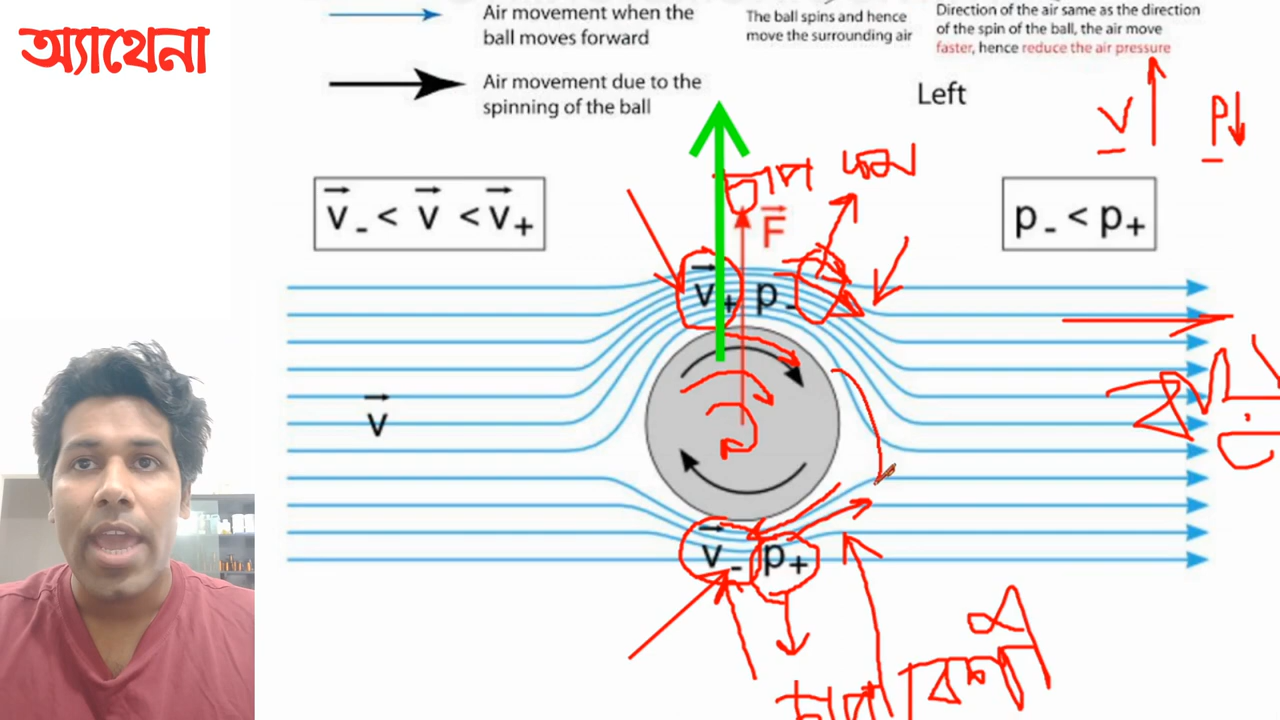 অ্যাথেনা
Air movement when the
ball moves forward
Air movement due to the
spinning of the ball
The ball spins and hence
move the surrounding air
Direction of the air same as the direction
of the spin of the ball, the air move
faster, hence reduce the air pressure
Left
V P
চাপ কম
v₋ < v < v₊
F
p₋ < p₊
v₊ p₋
v
v₋ p₊